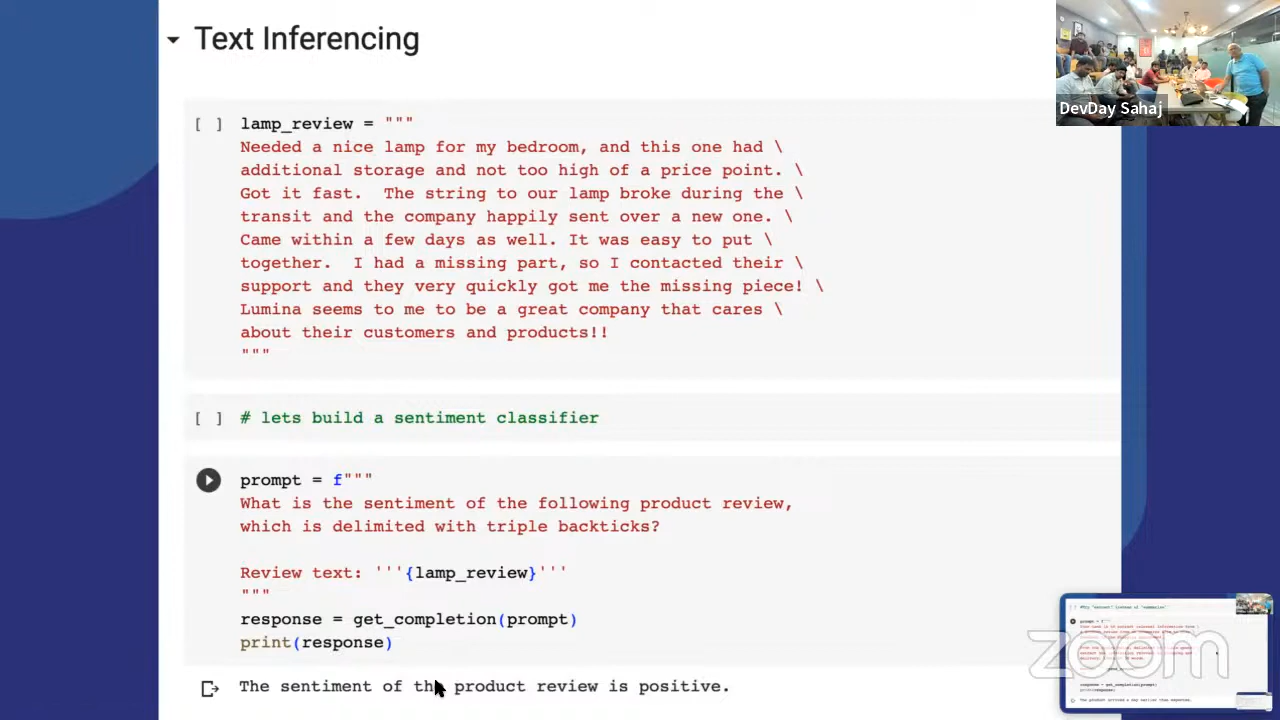 Text Inferencing
[ ] lamp_review = """
Needed a nice lamp for my bedroom, and this one had \
additional storage and not too high of a price point. \
Got it fast.  The string to our lamp broke during the \
transit and the company happily sent over a new one. \
Came within a few days as well. It was easy to put \
together.  I had a missing part, so I contacted their \
support and they very quickly got me the missing piece! \
Lumina seems to me to be a great company that cares \
about their customers and products!!
"""
[ ] # lets build a sentiment classifier
prompt = f"""
What is the sentiment of the following product review,
which is delimited with triple backticks?
Review text: '''{lamp_review}'''
"""
response = get_completion(prompt)
print(response)
The sentiment product review is positive.
DevDay Sahaj
zoom